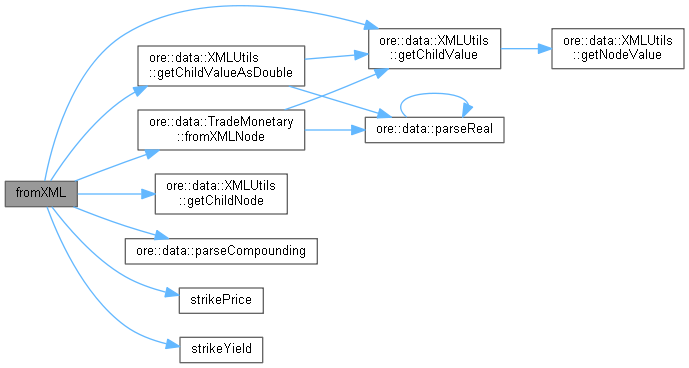 fromXML
ore::data::XMLUtils
::getChildValueAsDouble
ore::data::TradeMonetary
::fromXMLNode
ore::data::XMLUtils
::getChildNode
ore::data::parseCompounding
strikePrice
strikeYield
ore::data::XMLUtils
::getChildValue
ore::data::parseReal
ore::data::XMLUtils
::getNodeValue